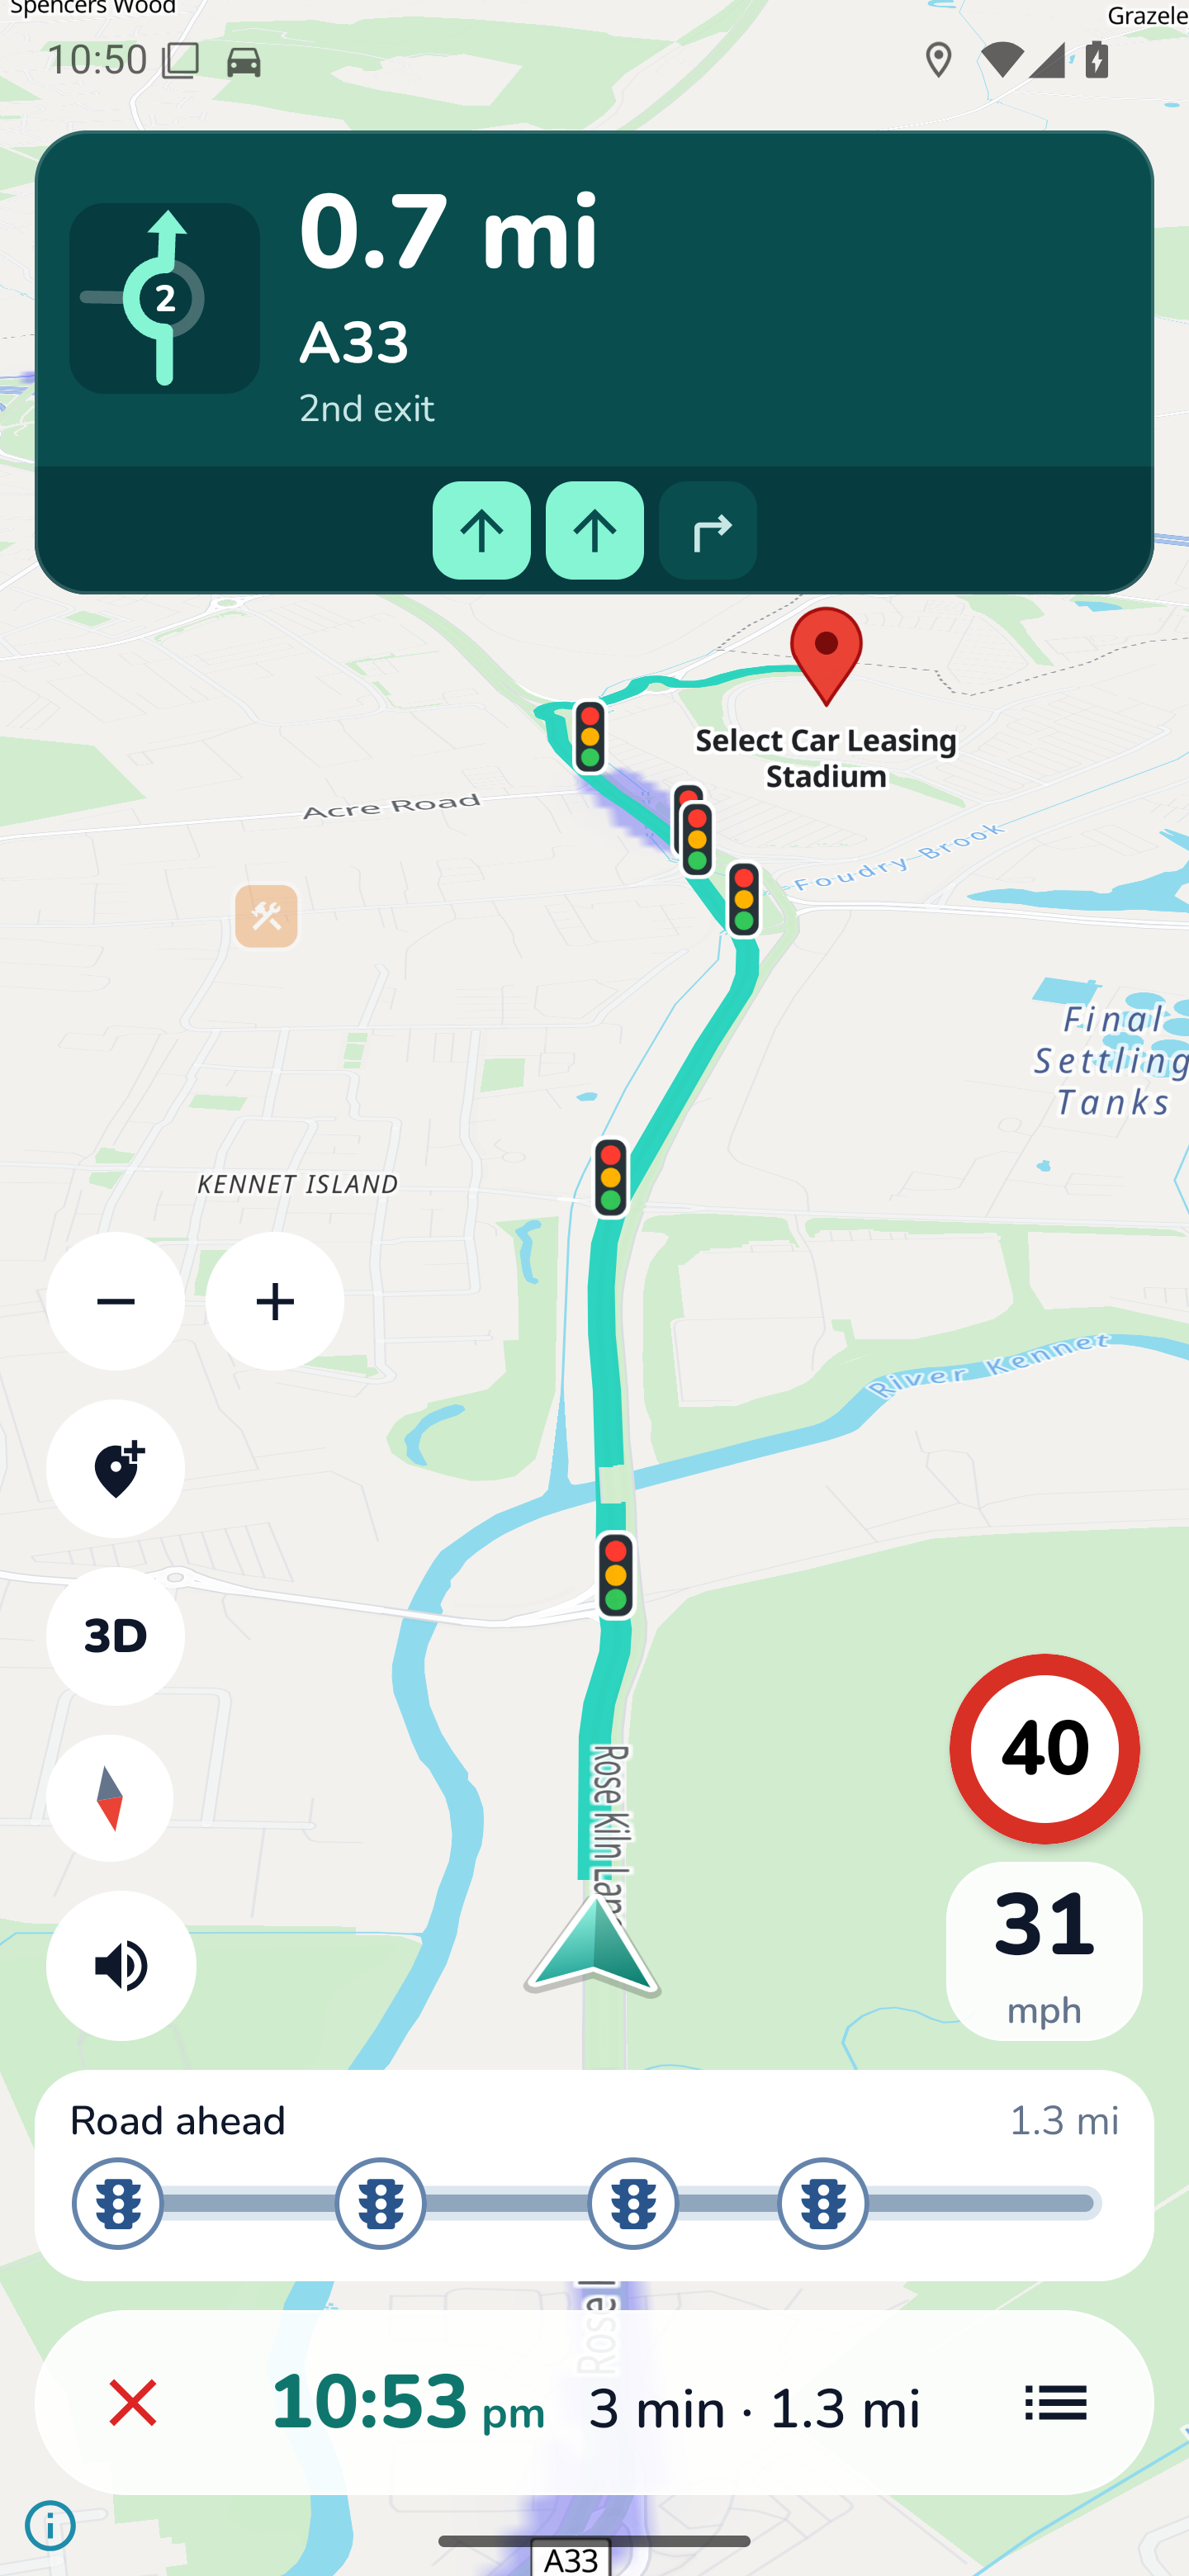 Spencers Wood
Grazele
10:50
0.7 mi
2
A33
2nd exit
Select Car Leasing
Stadium
Acre Road
Foudry Brook
Final
Settling
Tanks
KENNET ISLAND
River Kennet
3D
40
Rose Kiln Lan
31
mph
Road ahead
1.3 mi
Rose
10:53 pm
3 min · 1.3 mi
A33